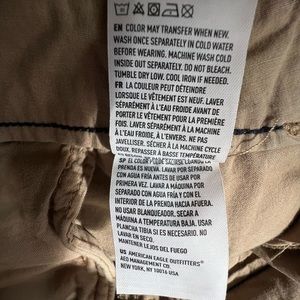 EN COLOR MAY TRANSFER WHEN NEW.
WASH ONCE SEPARATELY IN COLD WATER
BEFORE WEARING. MACHINE WASH COLD
INSIDE OUT SEPARATELY. DO NOT BLEACH.
TUMBLE DRY LOW. COOL IRON IF NEEDED.
FR LA COULEUR PEUT DÉTEINDRE
LORSQUE LE VÊTEMENT EST NEUF. LAVER
SÉPARÉMENT À L'EAU FROIDE AVANT DE
PORTER LE VÊTEMENT POUR LA PREMIÈRE
FOIS. LAVER À LA MACHINE À
L'EAU FROIDE, À L'ENVERS. NE PAS
JAVELLISER. SÉCHER À LA MACHINE CYCLE
DOUX. REPASSER À BASSE TEMPÉRATURE
SP EL COLOR
PRENDA ES NUEVA. LAVAR POR SEPARADO
CON AGUA FRÍA ANTES DE USAR POR
PRIMERA VEZ. LAVAR A MÁQUINA POR
SEPARADO CON AGUA FRÍA Y CON EL
INTERIOR DE LA PRENDA HACIA AFUERA.
NO USAR BLANQUEADOR. SECAR A
MÁQUINA A TEMPERATURA BAJA. USAR
PLANCHA TIBIA SI ES NECESARIO. NO
LAVAR EN SECO.
MANTENER LEJOS DEL FUEGO
US AMERICAN EAGLE OUTFITTERS®
AEO MANAGEMENT CO.
NEW YORK, NY 10016 USA